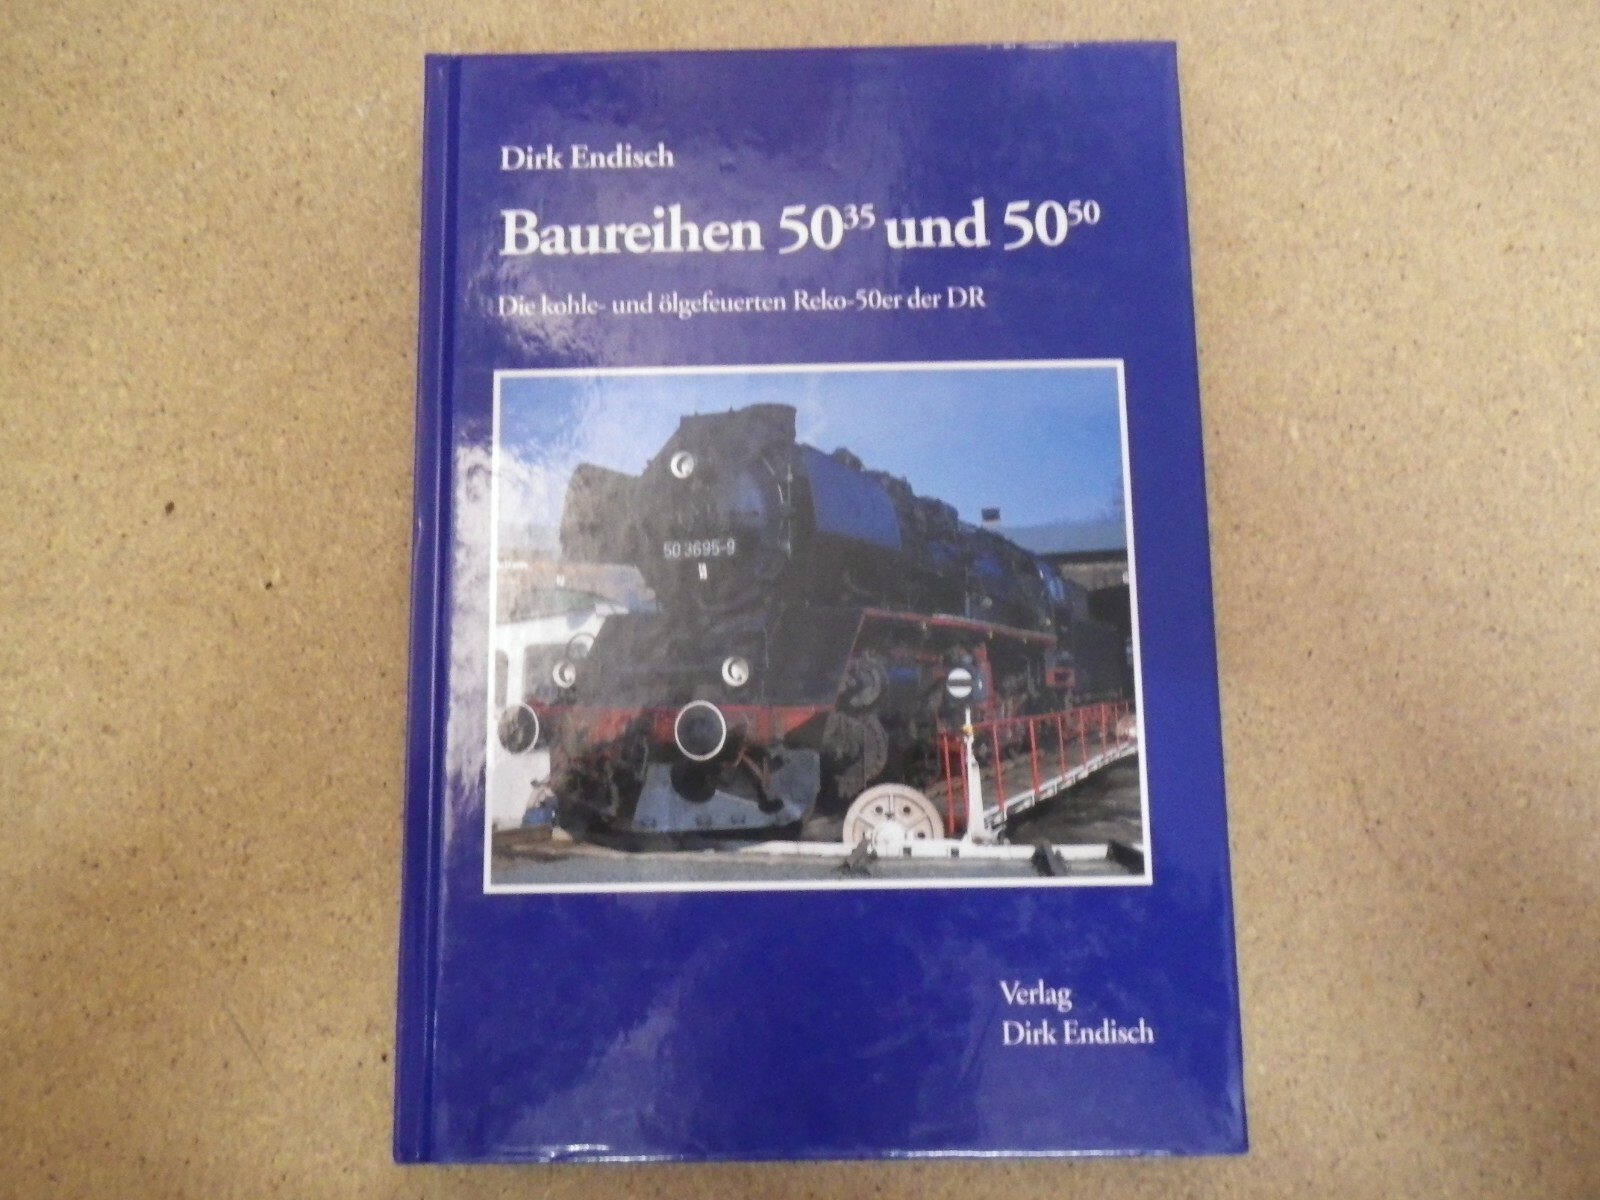 Dirk Endisch
Baureihen 50³⁵ und 50⁵⁰
Die kohle- und ölgefeuerten Reko-50er der DR
50 3695-9
Verlag
Dirk Endisch